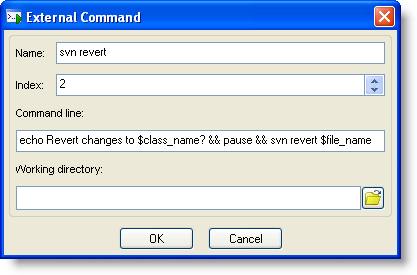 External Command
Name: svn revert
Index: 2
Command line:
echo Revert changes to $class_name? && pause && svn revert $file_name
Working directory:
OK Cancel